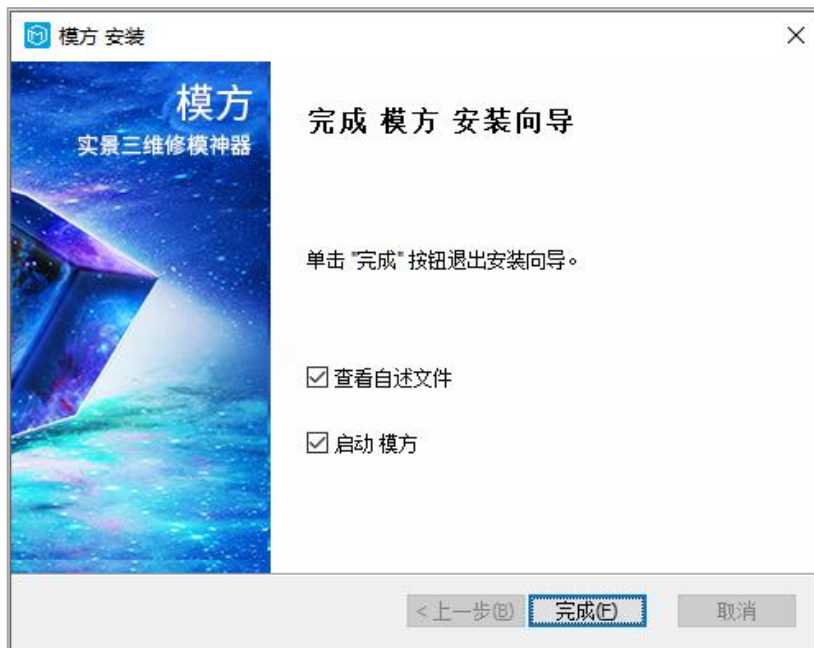 模方 安装
模方
实景三维修模神器
完成 模方 安装向导
单击 "完成" 按钮退出安装向导。
查看自述文件
启动 模方
< 上一步(B)
完成(F)
取消